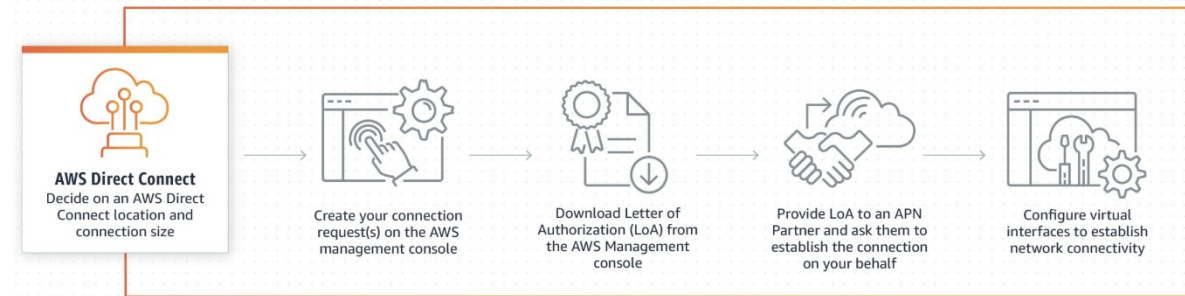 AWS Direct Connect
Decide on an AWS Direct
Connect location and
connection size
Create your connection
request(s) on the AWS
management console
Download Letter of
Authorization (LoA) from
the AWS Management
console
Provide LoA to an APN
Partner and ask them to
establish the connection
on your behalf
Configure virtual
interfaces to establish
network connectivity